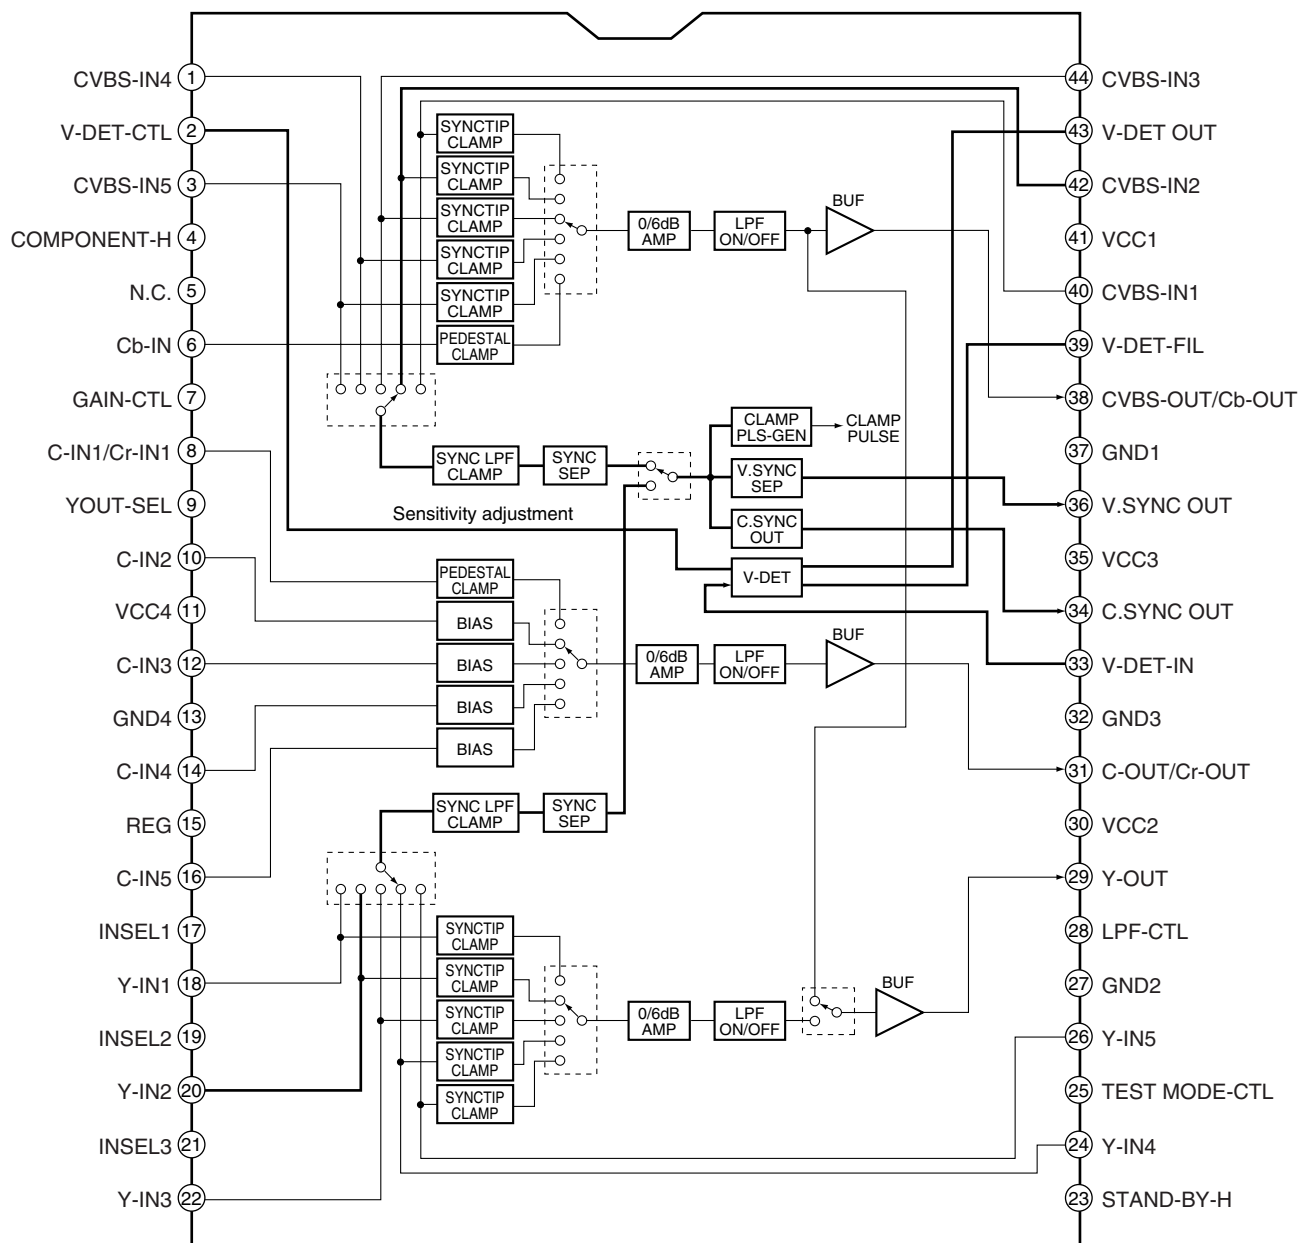 CVBS-IN4 1
V-DET-CTL 2
CVBS-IN5 3
COMPONENT-H 4
N.C. 5
Cb-IN 6
GAIN-CTL 7
C-IN1/Cr-IN1 8
YOUT-SEL 9
C-IN2 10
VCC4 11
C-IN3 12
GND4 13
C-IN4 14
REG 15
C-IN5 16
INSEL1 17
Y-IN1 18
INSEL2 19
Y-IN2 20
INSEL3 21
Y-IN3 22
SYNCTIP
CLAMP
SYNCTIP
CLAMP
SYNCTIP
CLAMP
SYNCTIP
CLAMP
SYNCTIP
CLAMP
PEDESTAL
CLAMP
0/6dB
AMP
LPF
ON/OFF
BUF
SYNC LPF
CLAMP
SYNC
SEP
CLAMP
PLS-GEN
CLAMP
PULSE
V.SYNC
SEP
C.SYNC
OUT
Sensitivity adjustment
V-DET
PEDESTAL
CLAMP
BIAS
BIAS
BIAS
BIAS
0/6dB
AMP
LPF
ON/OFF
BUF
SYNC LPF
CLAMP
SYNC
SEP
SYNCTIP
CLAMP
SYNCTIP
CLAMP
SYNCTIP
CLAMP
SYNCTIP
CLAMP
SYNCTIP
CLAMP
0/6dB
AMP
LPF
ON/OFF
BUF
44 CVBS-IN3
43 V-DET OUT
42 CVBS-IN2
41 VCC1
40 CVBS-IN1
39 V-DET-FIL
38 CVBS-OUT/Cb-OUT
37 GND1
36 V.SYNC OUT
35 VCC3
34 C.SYNC OUT
33 V-DET-IN
32 GND3
31 C-OUT/Cr-OUT
30 VCC2
29 Y-OUT
28 LPF-CTL
27 GND2
26 Y-IN5
25 TEST MODE-CTL
24 Y-IN4
23 STAND-BY-H